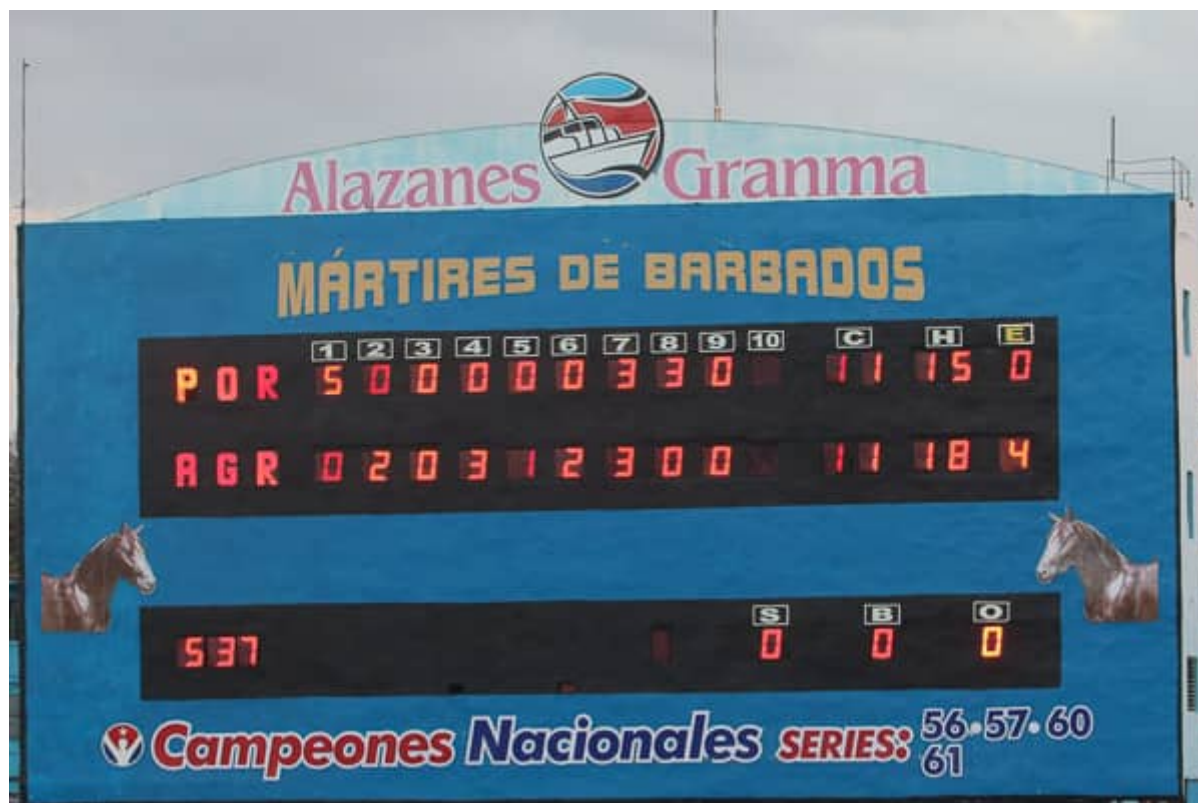 Alazanes Granma
MÁRTIRES DE BARBADOS
1 2 3 4 5 6 7 8 9 10 C H E
POR 5 0 0 0 0 0 3 3 0 11 15 0
AGR 0 2 0 3 1 2 3 0 0 11 18 4
S B O
537 0 0 0
Campeones Nacionales SERIES: 56·57·60
61